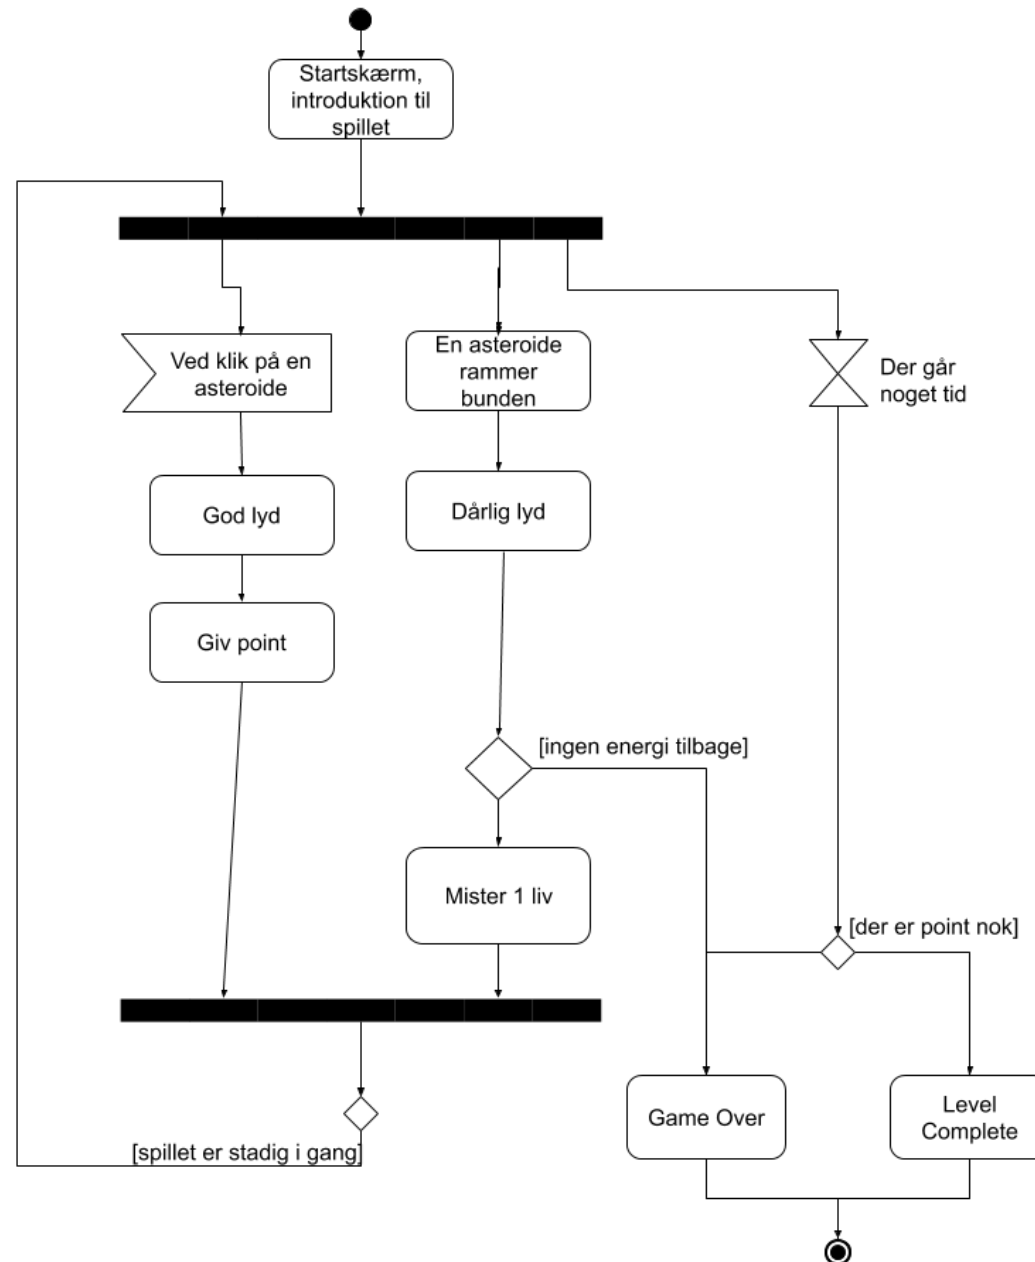 Startskærm,
introduktion til
spillet
Ved klik på en
asteroide
En asteroide
rammer
bunden
Der går
noget tid
God lyd
Dårlig lyd
Giv point
[ingen energi tilbage]
Mister 1 liv
[der er point nok]
Game Over
Level
Complete
[spillet er stadig i gang]